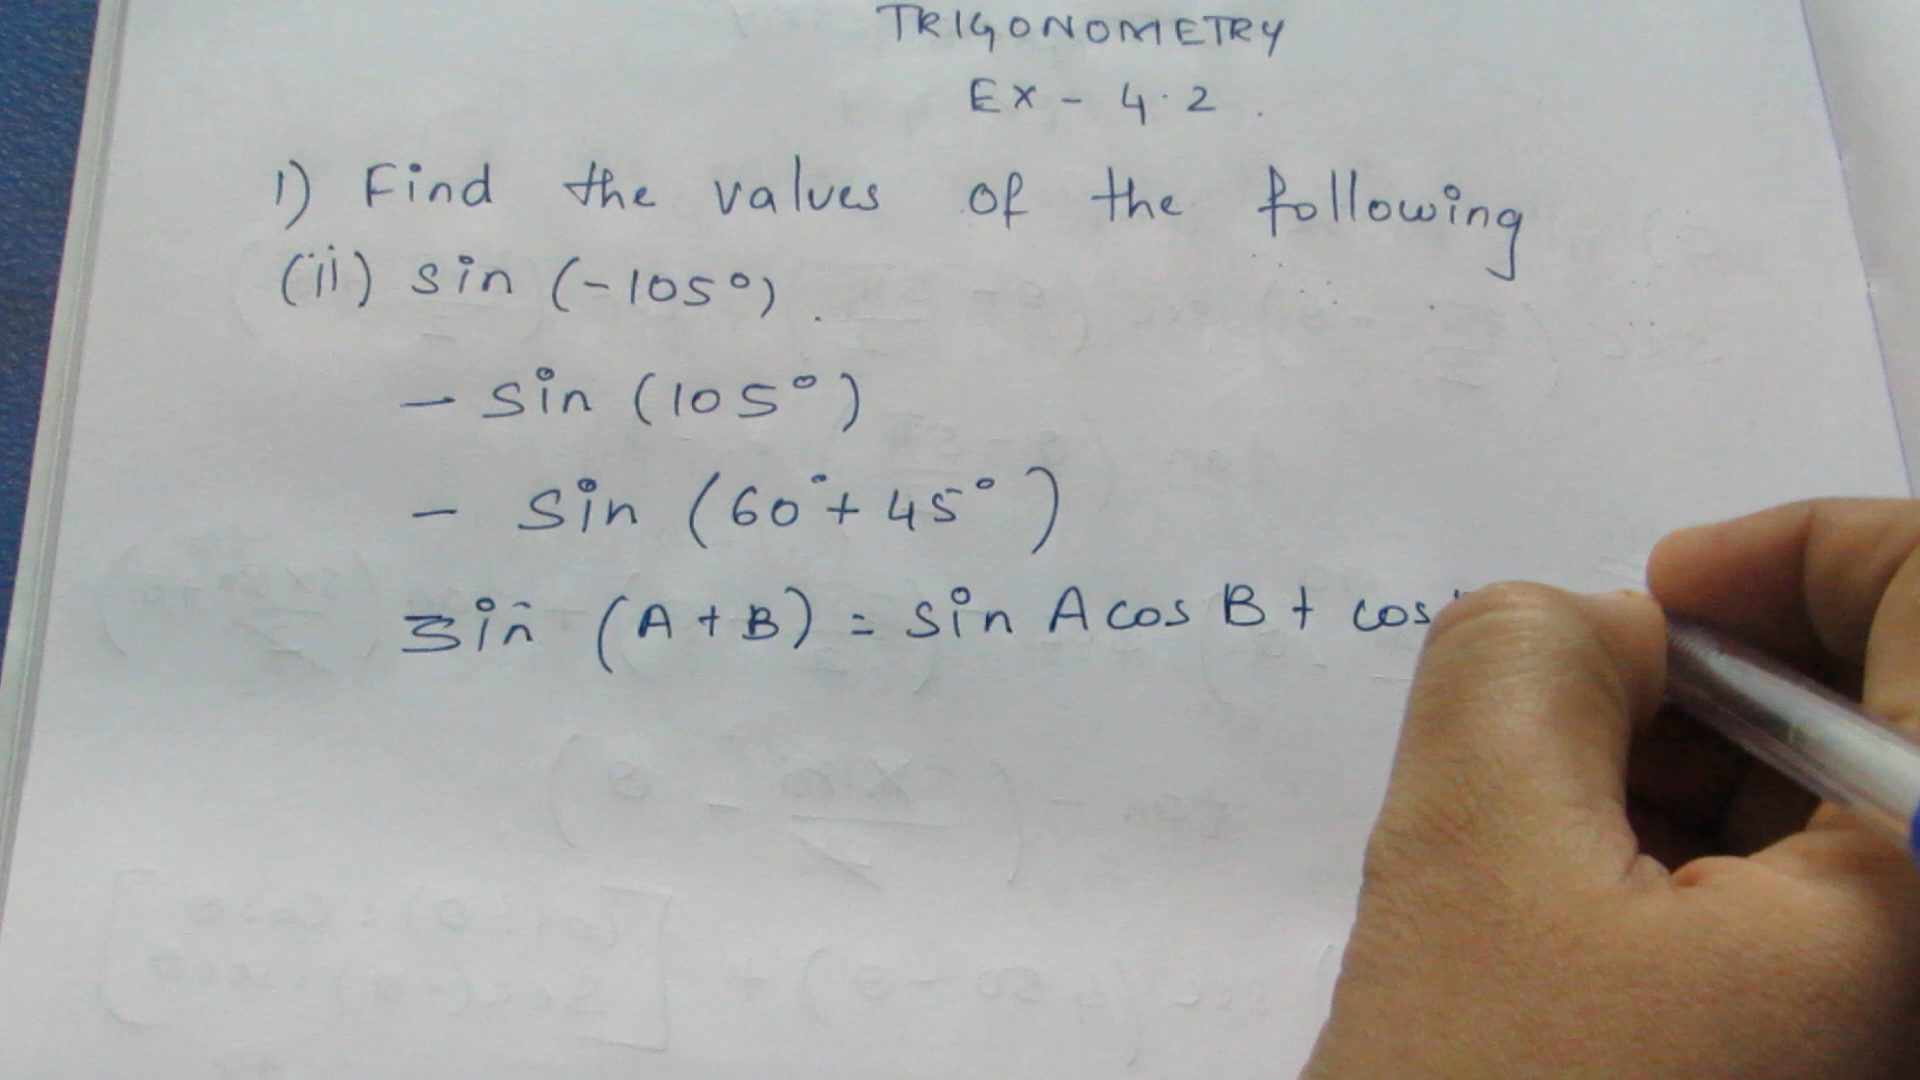 TRIGONOMETRY
EX - 4.2.
1) Find the values of the following
(ii) sin (-105°).
- sin (105°)
- sin (60°+45°)
sin (A+B) = sin A cos B + cos